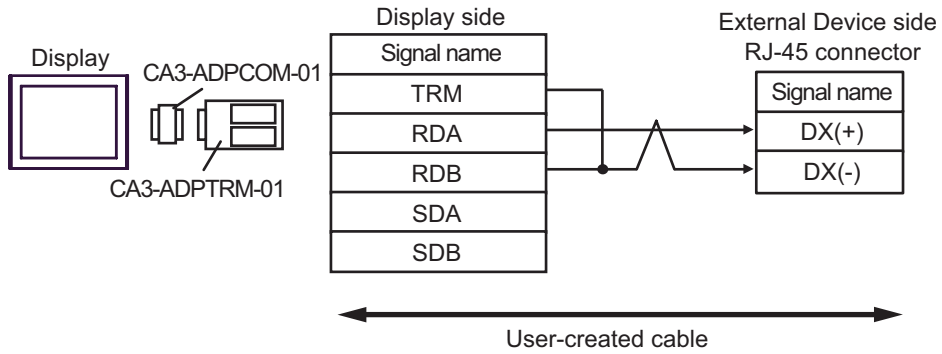 Display side
External Device side
RJ-45 connector
Display
CA3-ADPCOM-01
CA3-ADPTRM-01
Signal name
TRM
RDA
RDB
SDA
SDB
Signal name
DX(+)
DX(-)
User-created cable